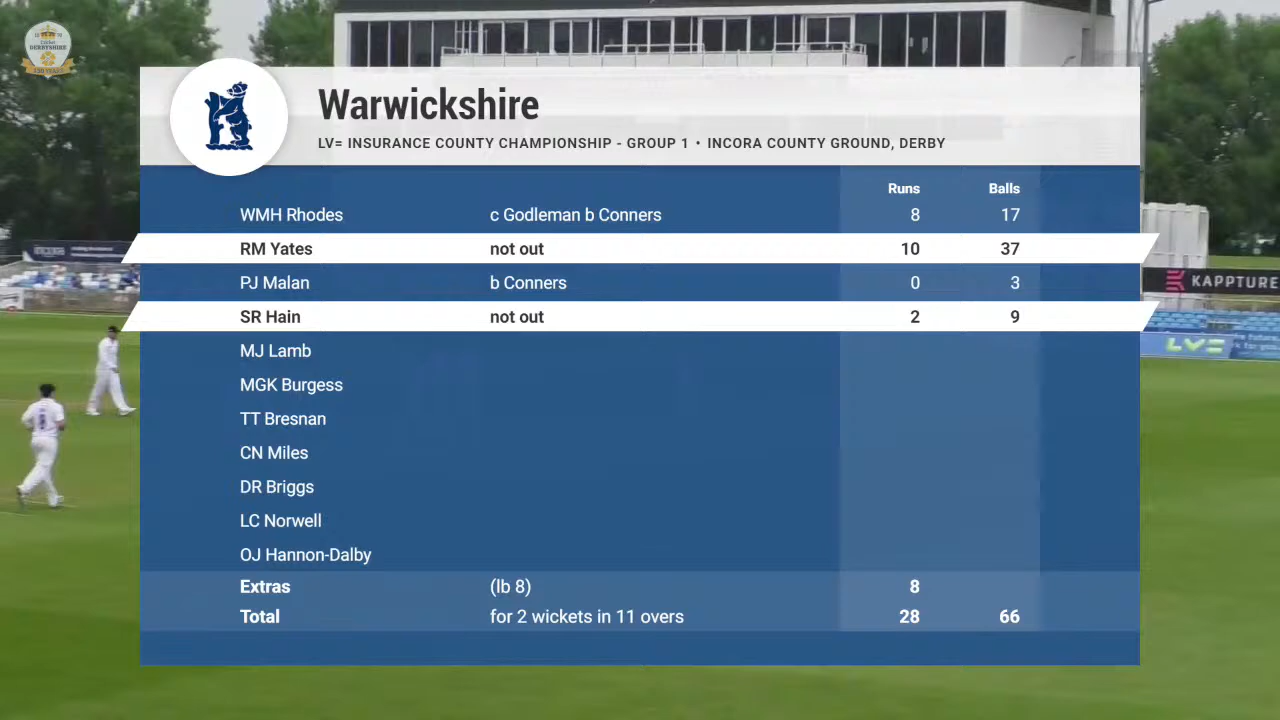 DERBYSHIRE
Warwickshire
LV= INSURANCE COUNTY CHAMPIONSHIP - GROUP 1 • INCORA COUNTY GROUND, DERBY
Runs Balls
WMH Rhodes c Godleman b Conners 8 17
RM Yates not out 10 37
PJ Malan b Conners 0 3
SR Hain not out 2 9
MJ Lamb
MGK Burgess
TT Bresnan
CN Miles
DR Briggs
LC Norwell
OJ Hannon-Dalby
Extras (lb 8) 8
Total for 2 wickets in 11 overs 28 66
KAPPTURE
LV=